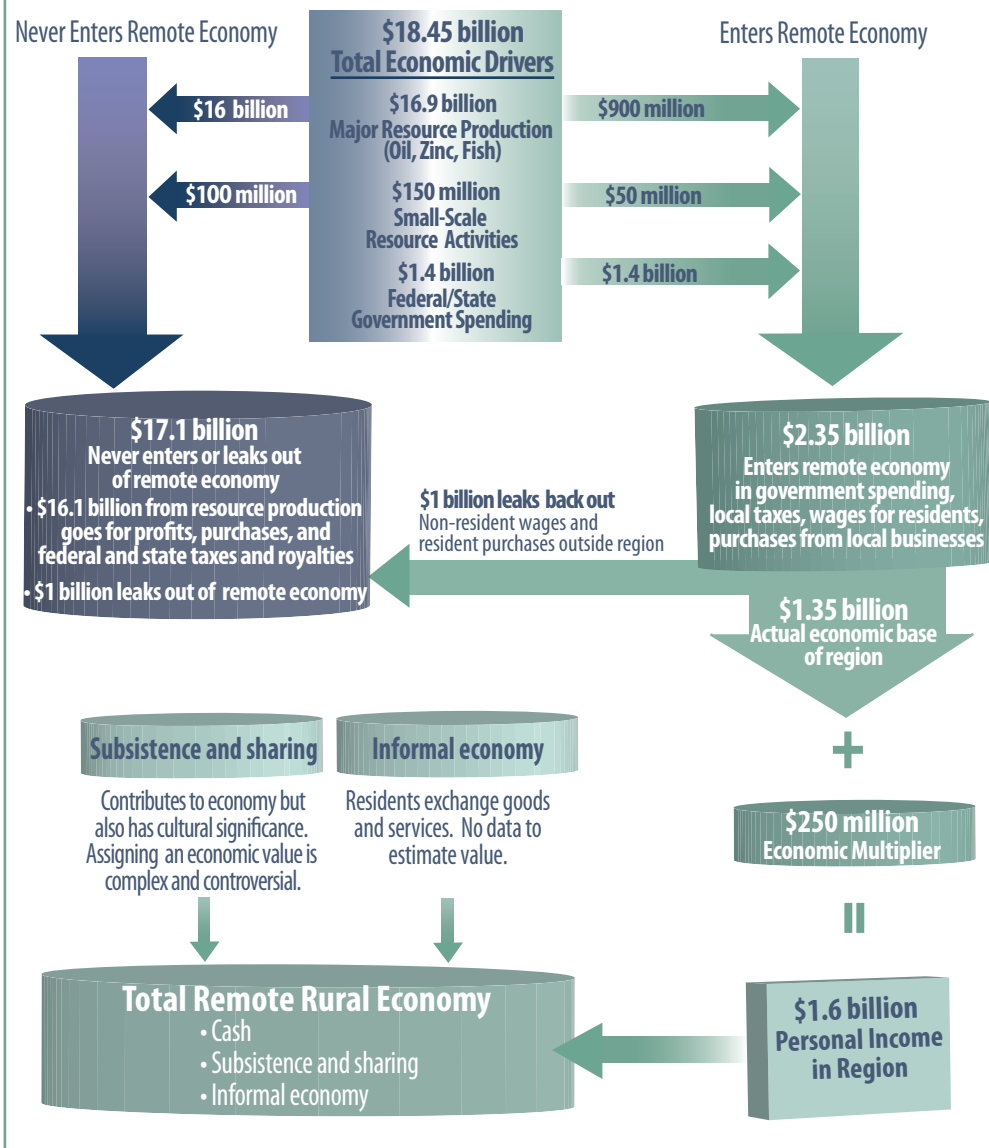 Never Enters Remote Economy
$18.45 billion
Total Economic Drivers
Enters Remote Economy
$16 billion
$16.9 billion
Major Resource Production
(Oil, Zinc, Fish)
$900 million
$100 million
$150 million
Small-Scale
Resource Activities
$50 million
$1.4 billion
Federal/State
Government Spending
$1.4 billion
$17.1 billion
Never enters or leaks out
of remote economy
• $16.1 billion from resource production
goes for profits, purchases, and
federal and state taxes and royalties
• $1 billion leaks out of remote economy
$1 billion leaks back out
Non-resident wages and
resident purchases outside region
$2.35 billion
Enters remote economy
in government spending,
local taxes, wages for residents,
purchases from local businesses
$1.35 billion
Actual economic base
of region
+
$250 million
Economic Multiplier
=
Subsistence and sharing
Contributes to economy but
also has cultural significance.
Assigning an economic value is
complex and controversial.
Informal economy
Residents exchange goods
and services. No data to
estimate value.
Total Remote Rural Economy
• Cash
• Subsistence and sharing
• Informal economy
$1.6 billion
Personal Income
in Region